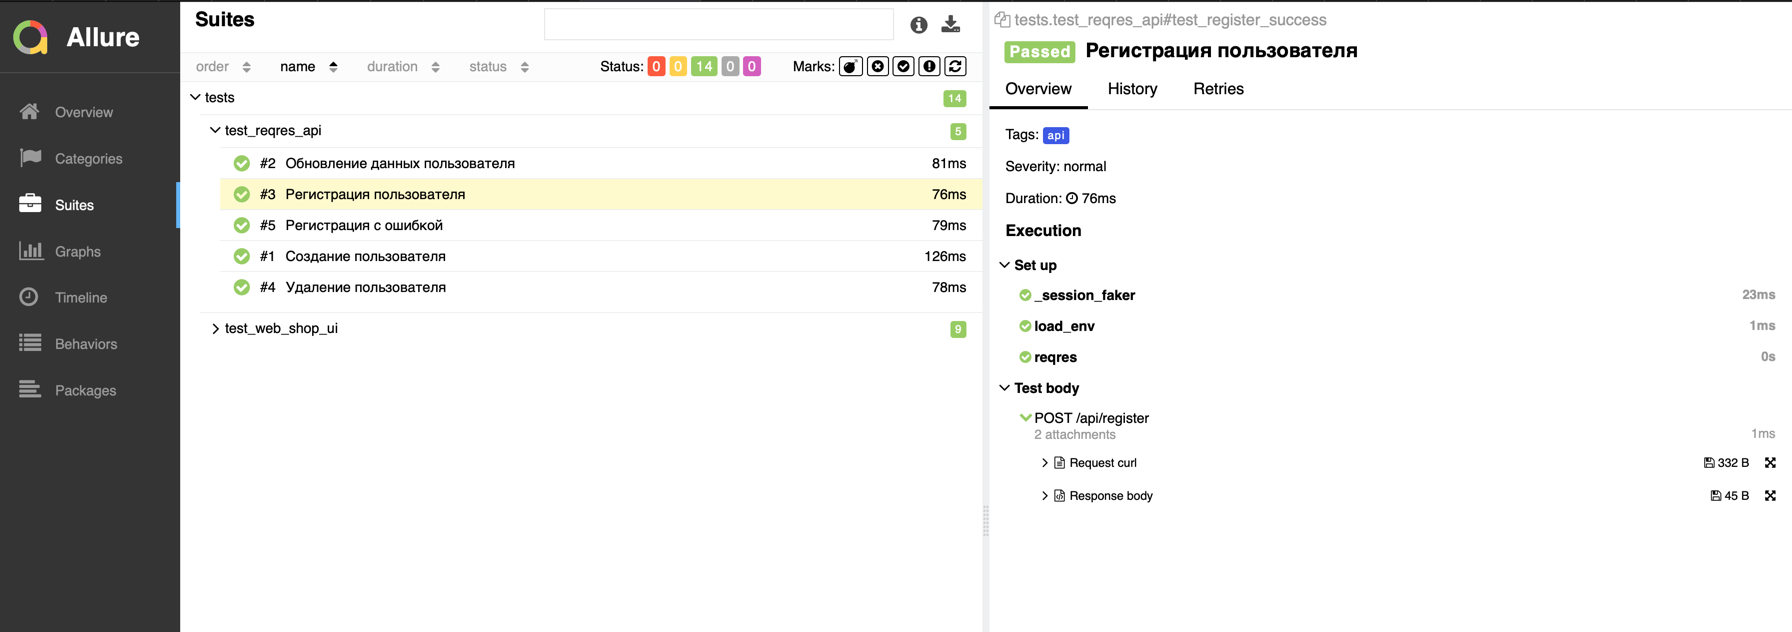 Allure
Overview
Categories
Suites
Graphs
Timeline
Behaviors
Packages
Suites
order name duration status Status: 0 0 14 0 0 Marks:
tests 14
test_reqres_api 5
#2 Обновление данных пользователя 81ms
#3 Регистрация пользователя 76ms
#5 Регистрация с ошибкой 79ms
#1 Создание пользователя 126ms
#4 Удаление пользователя 78ms
test_web_shop_ui 9
tests.test_reqres_api#test_register_success
Passed Регистрация пользователя
Overview History Retries
Tags: api
Severity: normal
Duration: 76ms
Execution
Set up
_session_faker 23ms
load_env 1ms
reqres 0s
Test body
POST /api/register
2 attachments 1ms
Request curl 332 B
Response body 45 B